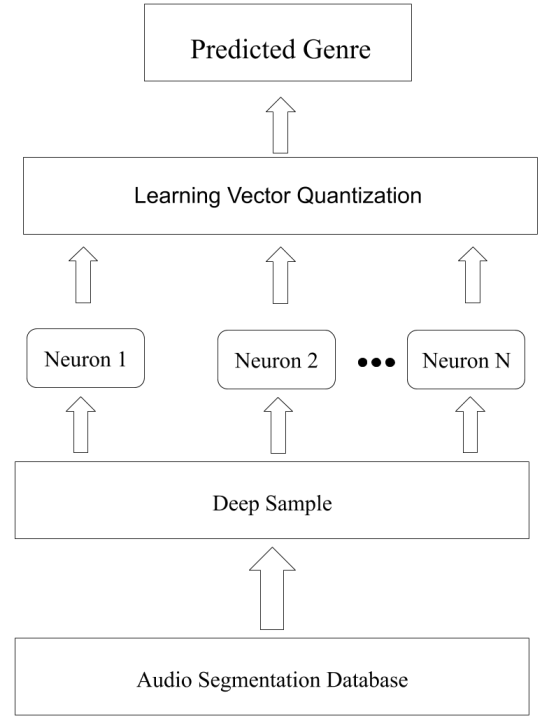 Predicted Genre
Learning Vector Quantization
Neuron 1
Neuron 2
Neuron N
Deep Sample
Audio Segmentation Database